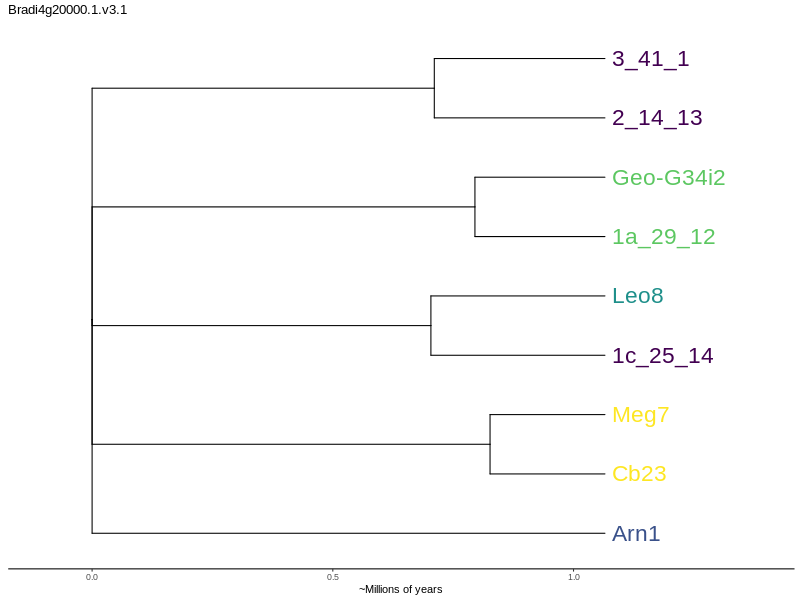 Bradi4g20000.1.v3.1
3_41_1
2_14_13
Geo-G34i2
1a_29_12
Leo8
1c_25_14
Meg7
Cb23
Arn1
0.0 0.5 1.0
~Millions of years